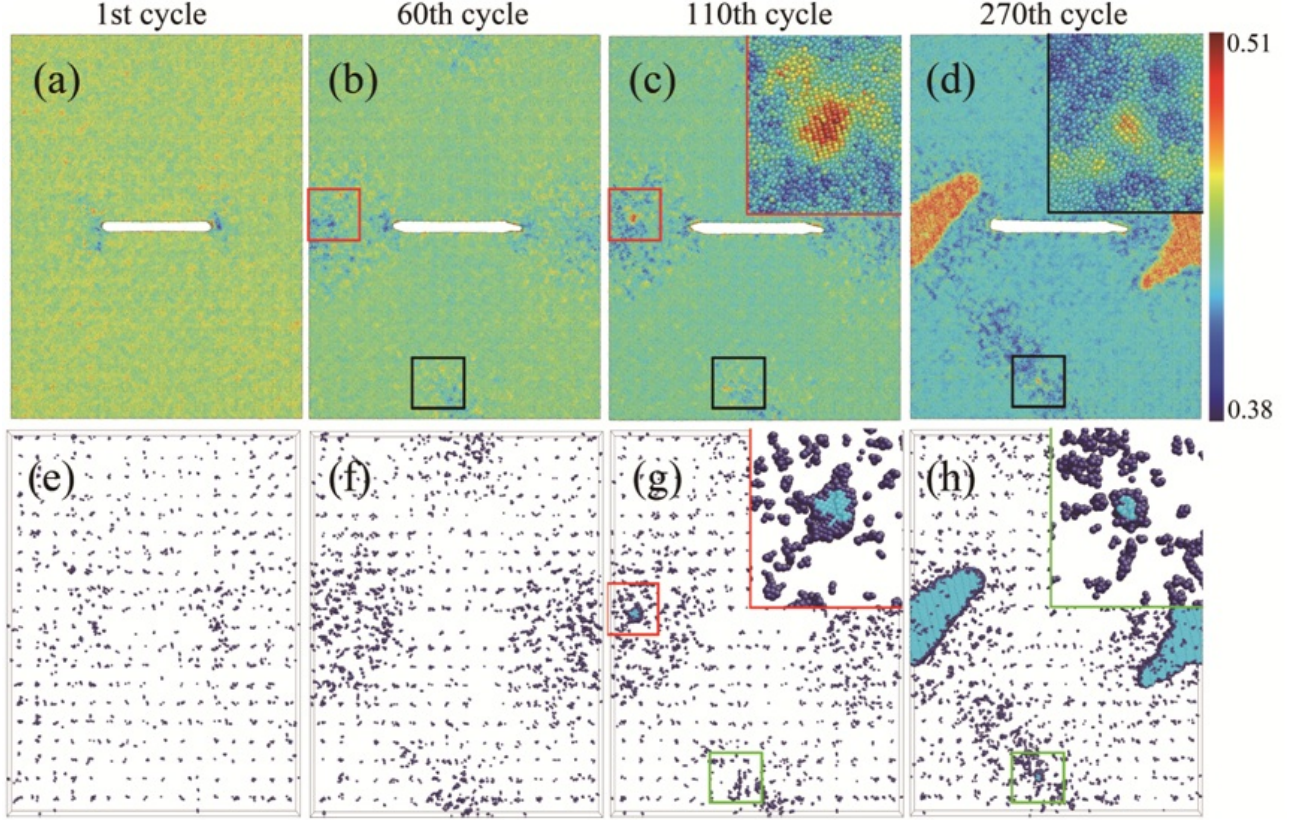 1st cycle 60th cycle 110th cycle 270th cycle
(a) (b) (c) (d) 0.51
0.38
(e) (f) (g) (h)